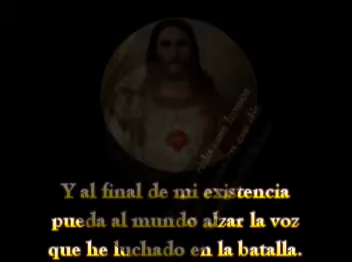 Y al final de mi existencia
pueda al mundo alzar la voz
que he luchado en la batalla.